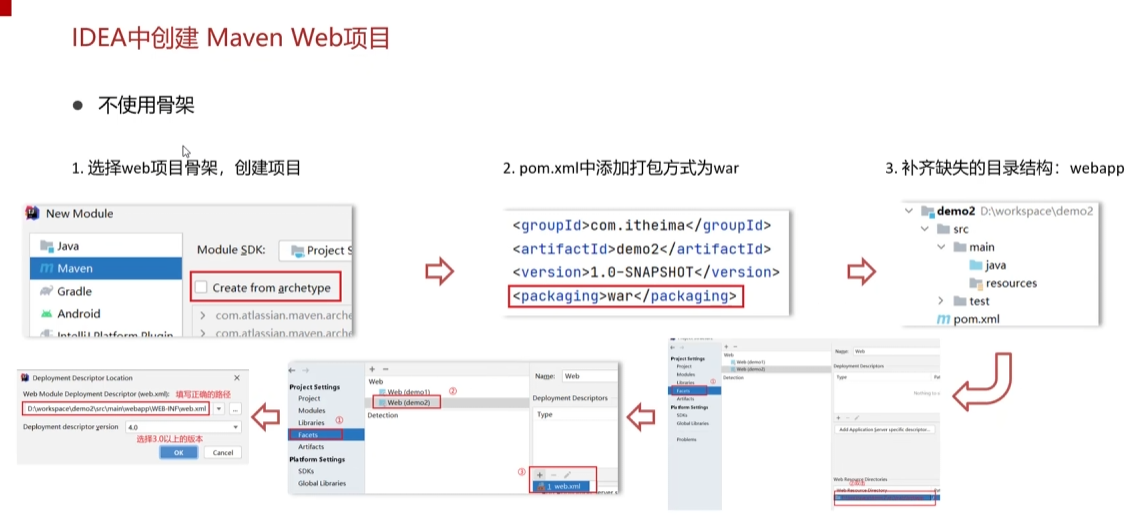 IDEA中创建 Maven Web项目
● 不使用骨架
1. 选择web项目骨架，创建项目
2. pom.xml中添加打包方式为war
3. 补齐缺失的目录结构：webapp
New Module
Java
Maven
Gradle
Android
IntelliJ Platform Plugin
Module SDK:
Project S
Create from archetype
com.atlassian.maven.arche
com.atlassian.maven.arche
<groupId>com.itheima</groupId>
<artifactId>demo2</artifactId>
<version>1.0-SNAPSHOT</version>
<packaging>war</packaging>
demo2 D:\workspace\demo2
src
main
java
resources
test
pom.xml
Deployment Descriptor Location
Web Module Deployment Descriptor (web.xml): 填写正确的路径
D:\workspace\demo2\src\main\webapp\WEB-INF\web.xml
Deployment descriptor version 4.0
选择3.0以上的版本
OK
Cancel
Project Settings
Project
Modules
Libraries ①
Facets
Artifacts
Platform Settings
SDKs
Global Libraries
Web
Web (demo1) ②
Web (demo2)
Detection
Name: Web
Deployment Descriptors
Type
③
1 web.xml
Project Settings
Project
Modules
Libraries ①
Facets
Artifacts
Platform Settings
SDKs
Global Libraries
Problems
Web
Web (demo1)
Web (demo2)
Detection
Name: Web
Deployment Descriptors
Type
Nothing to
Add Application Server specific descriptor...
Web Resource Directories
Web Resource Directory